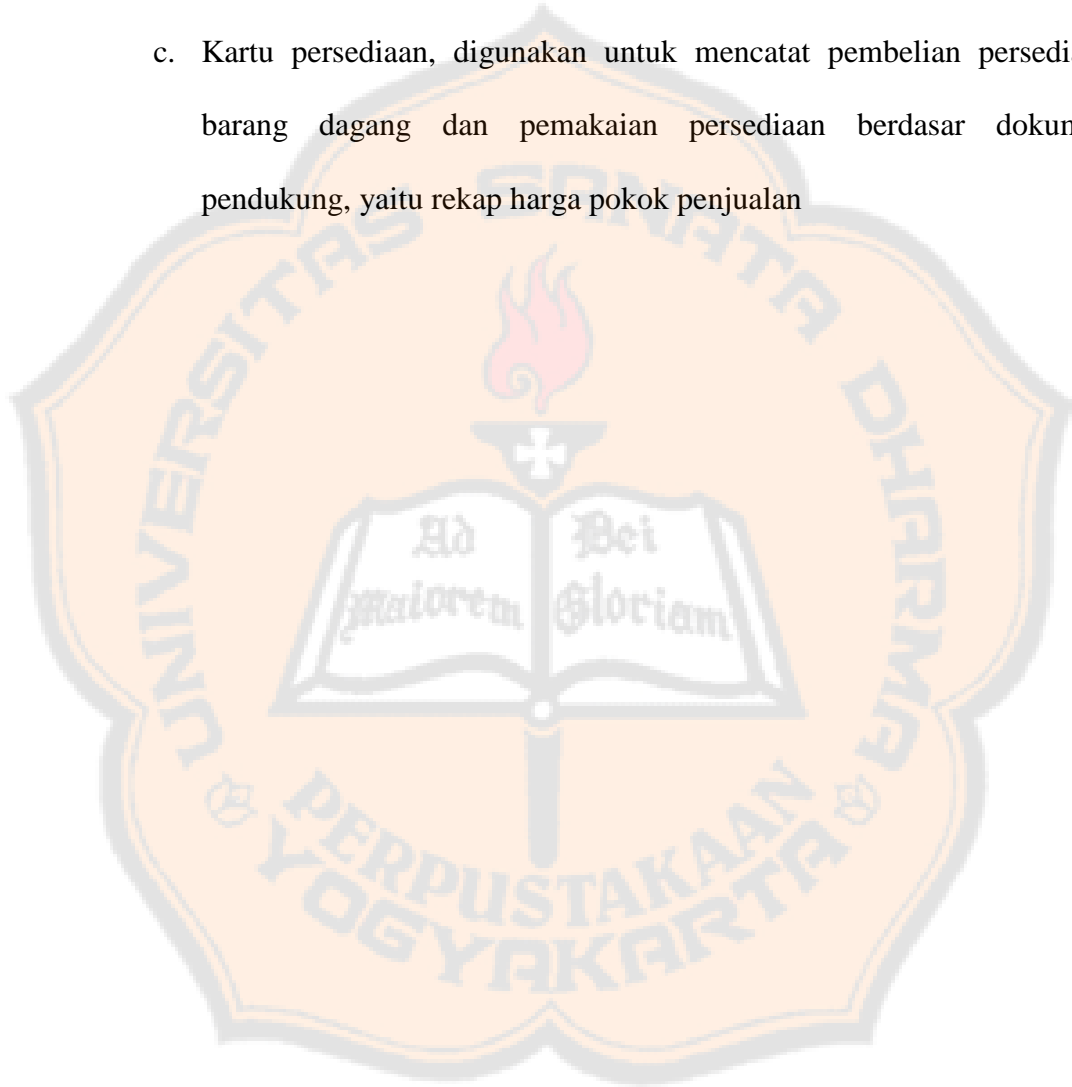 c. Kartu persediaan, digunakan untuk mencatat pembelian persedia
barang dagang dan pemakaian persediaan berdasar dokum
pendukung, yaitu rekap harga pokok penjualan
UNIVERSITAS SANATA DHARMA
Ad Dei
Maiorem Gloriam
PERPUSTAKAAN
YOGYAKARTA